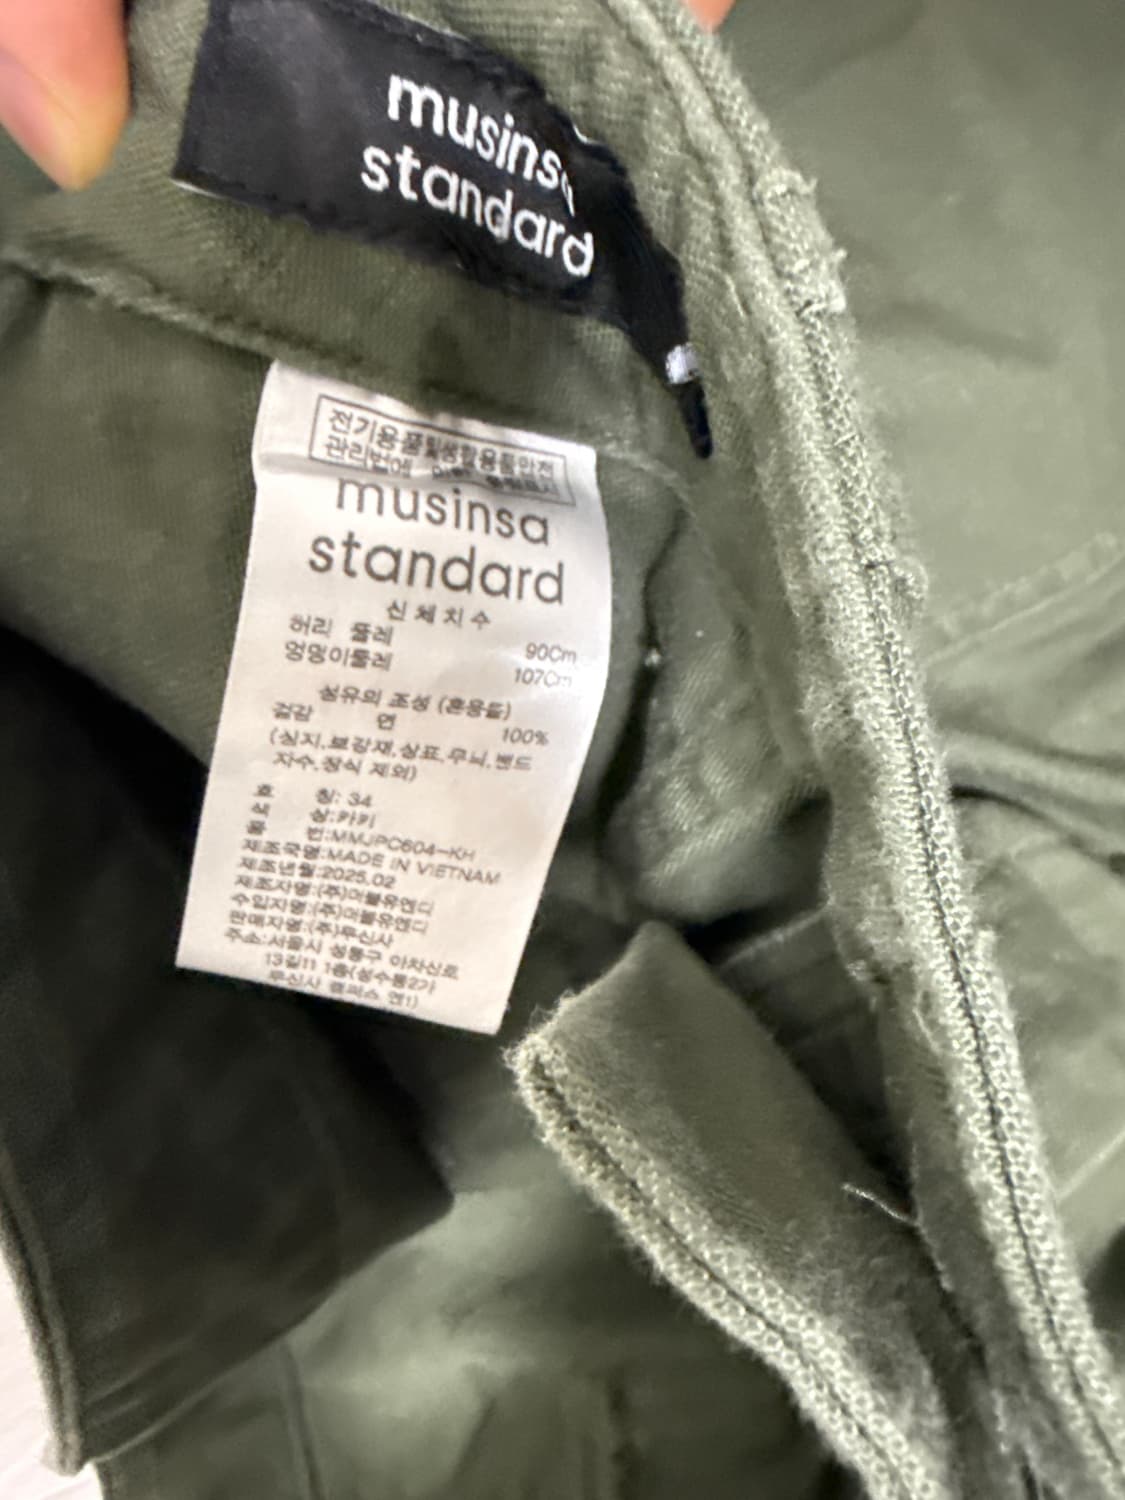 musinsa
standard
전기용품및생활용품안전
관리법에
musinsa
standard
신체치수
허리 둘레 90Cm
엉덩이둘레 107Cm
섬유의 조성 (혼용률)
겉감 면 100%
(심지,보강재,상표,무늬,밴드
자수,장식 제외)
호 칭: 34
색 상:카키
품 번:MMJPC604-KH
제조국명:MADE IN VIETNAM
제조년월:2025.02
제조자명:(주)더블유앤디
수입자명:(주)더블유앤디
판매자명:(주)무신사
주소:서울시 성동구 아차산로
13길11 1층(성수동2가
무신사 캠퍼스 엔1)